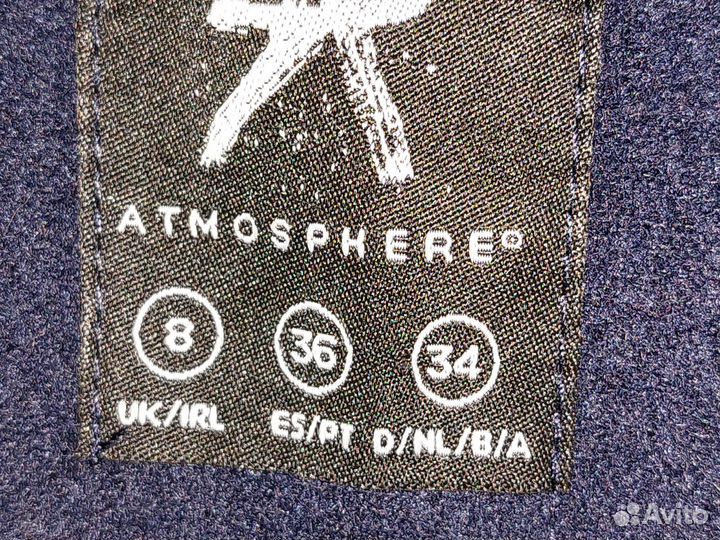 ATMOSPHERE®
8 36 34
UK/IRL ES/PT D/NL/B/A
Avito